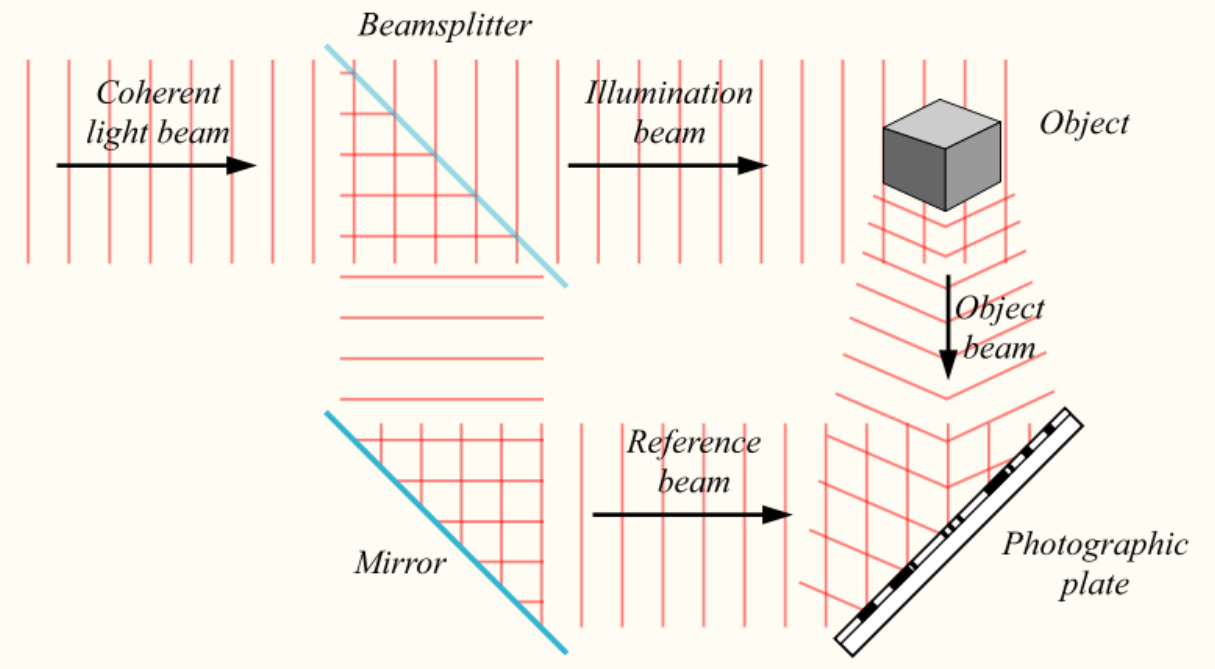 Beamsplitter
Coherent
light beam
Illumination
beam
Object
Object
beam
Reference
beam
Mirror
Photographic
plate